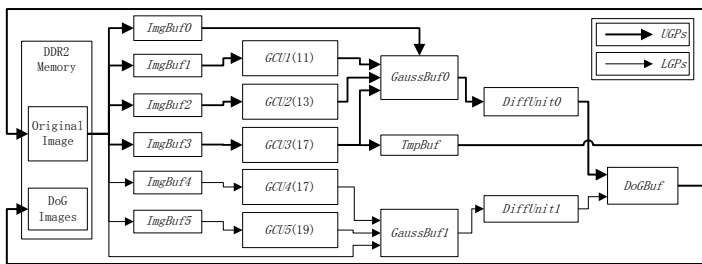 DDR2
Memory
Original
Image
DoG
Images
ImgBuf0
ImgBuf1
ImgBuf2
ImgBuf3
ImgBuf4
ImgBuf5
GCU1(11)
GCU2(13)
GCU3(17)
GCU4(17)
GCU5(19)
GaussBuf0
TmpBuf
GaussBuf1
DiffUnit0
DiffUnit1
DoGBuf
UGPs
LGPs